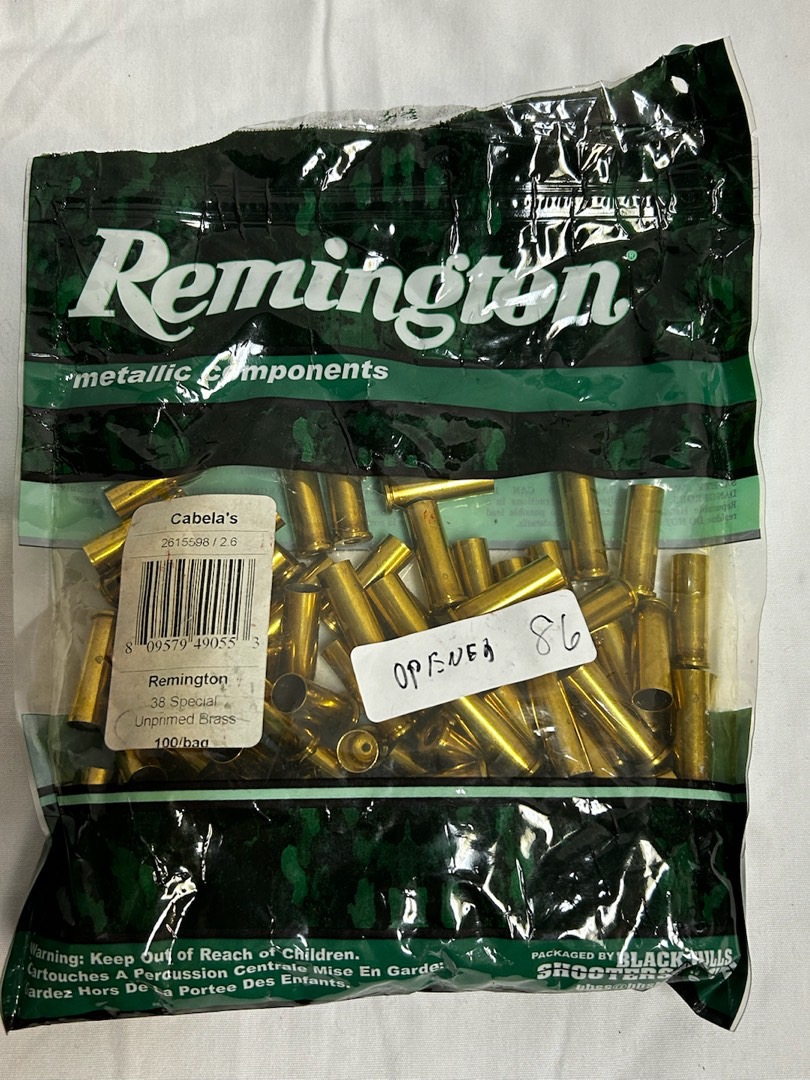 Remington®
metallic components
Cabela's
2615598 / 2.6
8 09579 49055 3
Remington
38 Special
Unprimed Brass
100/bag
OPENED 86
Warning: Keep Out of Reach of Children.
Cartouches A Percussion Centrale Mise En Garde:
Gardez Hors De La Portee Des Enfants.
PACKAGED BY BLACK HILLS
SHOOTERS